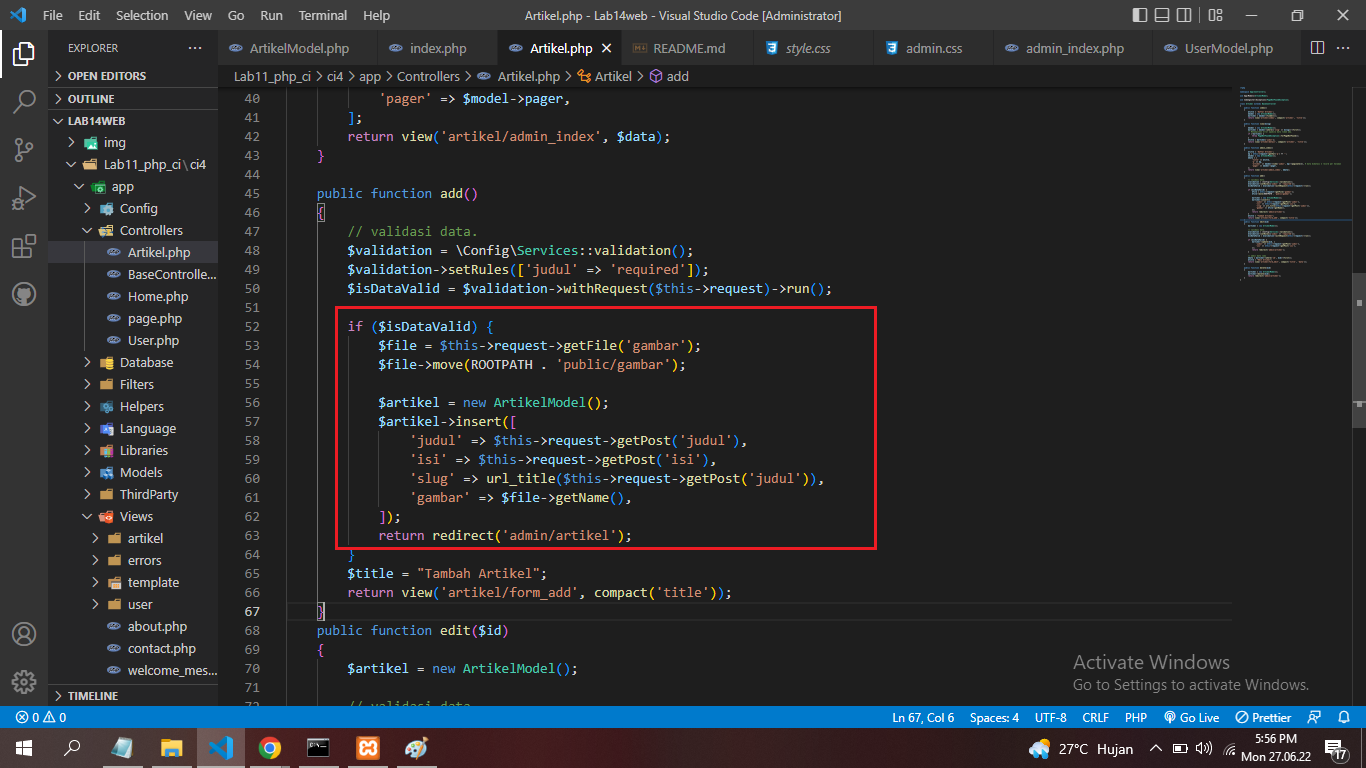 File Edit Selection View Go Run Terminal Help Artikel.php - Lab14web - Visual Studio Code [Administrator]
EXPLORER ···
ArtikelModel.php index.php Artikel.php × README.md style.css admin.css admin_index.php UserModel.php ···
Lab11_php_ci > ci4 > app > Controllers > Artikel.php > Artikel > add
OPEN EDITORS
OUTLINE
LAB14WEB
img
Lab11_php_ci\ci4
app
Config
Controllers
Artikel.php
BaseControlle...
Home.php
page.php
User.php
Database
Filters
Helpers
Language
Libraries
Models
ThirdParty
Views
artikel
errors
template
user
about.php
contact.php
welcome_mes...
TIMELINE
40 'pager' => $model->pager,
41 ];
42 return view('artikel/admin_index', $data);
43 }
44
45 public function add()
46 {
47 // validasi data.
48 $validation = \Config\Services::validation();
49 $validation->setRules(['judul' => 'required']);
50 $isDataValid = $validation->withRequest($this->request)->run();
51
52 if ($isDataValid) {
53 $file = $this->request->getFile('gambar');
54 $file->move(ROOTPATH . 'public/gambar');
55
56 $artikel = new ArtikelModel();
57 $artikel->insert([
58 'judul' => $this->request->getPost('judul'),
59 'isi' => $this->request->getPost('isi'),
60 'slug' => url_title($this->request->getPost('judul')),
61 'gambar' => $file->getName(),
62 ]);
63 return redirect('admin/artikel');
64 }
65 $title = "Tambah Artikel";
66 return view('artikel/form_add', compact('title'));
67 }
68 public function edit($id)
69 {
70 $artikel = new ArtikelModel();
71
72 // validasi data
Activate Windows
Go to Settings to activate Windows.
0 0 Ln 67, Col 6 Spaces: 4 UTF-8 CRLF PHP Go Live Prettier
27°C Hujan
5:56 PM
Mon 27.06.22
17